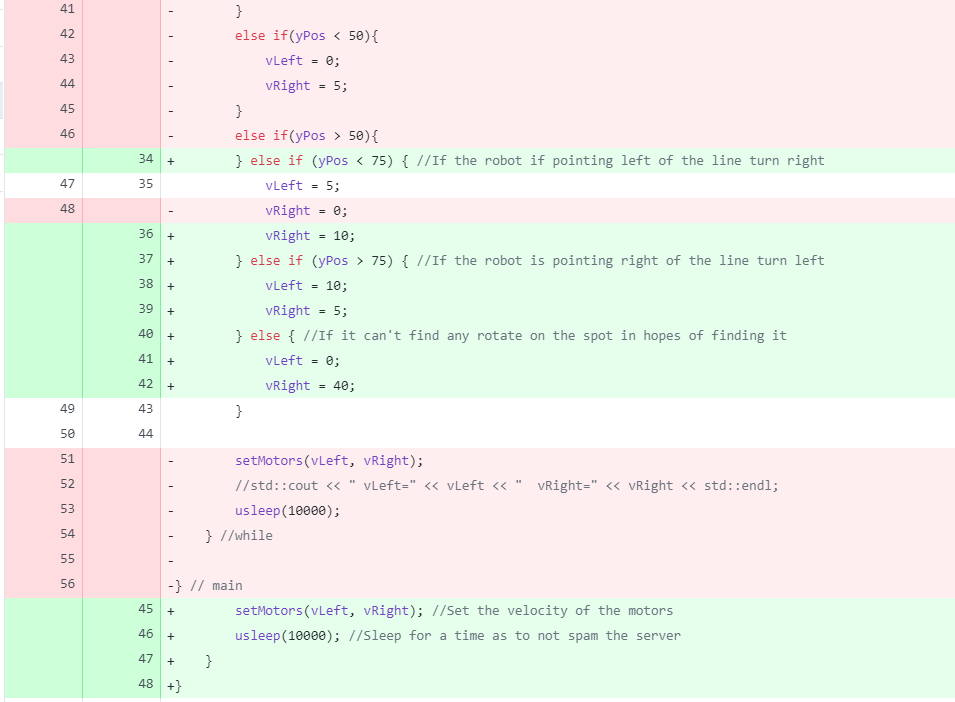 41 - }
42 - else if(yPos < 50){
43 - vLeft = 0;
44 - vRight = 5;
45 - }
46 - else if(yPos > 50){
34 + } else if (yPos < 75) { //If the robot if pointing left of the line turn right
47 35 vLeft = 5;
48 - vRight = 0;
36 + vRight = 10;
37 + } else if (yPos > 75) { //If the robot is pointing right of the line turn left
38 + vLeft = 10;
39 + vRight = 5;
40 + } else { //If it can't find any rotate on the spot in hopes of finding it
41 + vLeft = 0;
42 + vRight = 40;
49 43 }
50 44
51 - setMotors(vLeft, vRight);
52 - //std::cout << " vLeft=" << vLeft << "  vRight=" << vRight << std::endl;
53 - usleep(10000);
54 - } //while
55 -
56 -} // main
45 + setMotors(vLeft, vRight); //Set the velocity of the motors
46 + usleep(10000); //Sleep for a time as to not spam the server
47 + }
48 +}